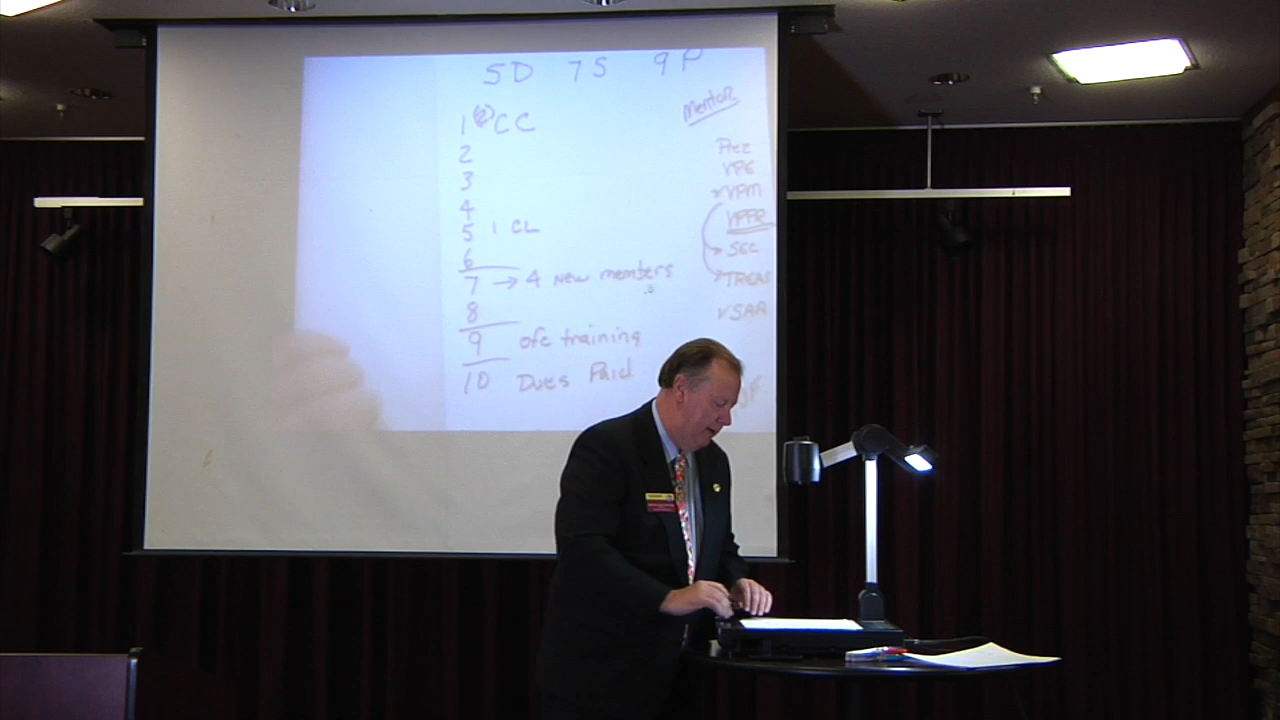 5D 7S 9P
Mentor
1 (2) CC
2
3
4
5 1 CL
6
7 → 4 New members
8
9 ofc training
10 Dues Paid
Prez
VPE
✓VPM
VPPR
SEC
TREAS
✓SAA